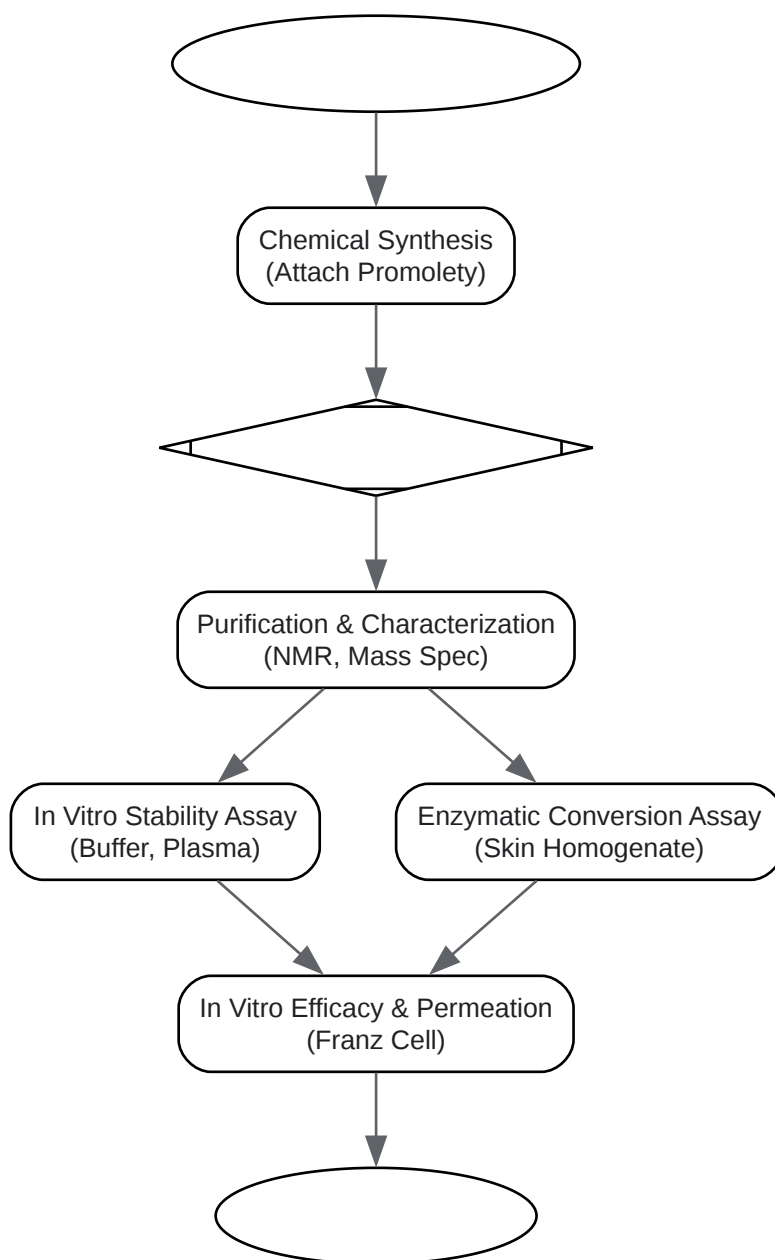 Chemical Synthesis
(Attach Promolety)
Purification & Characterization
(NMR, Mass Spec)
In Vitro Stability Assay
(Buffer, Plasma)
Enzymatic Conversion Assay
(Skin Homogenate)
In Vitro Efficacy & Permeation
(Franz Cell)